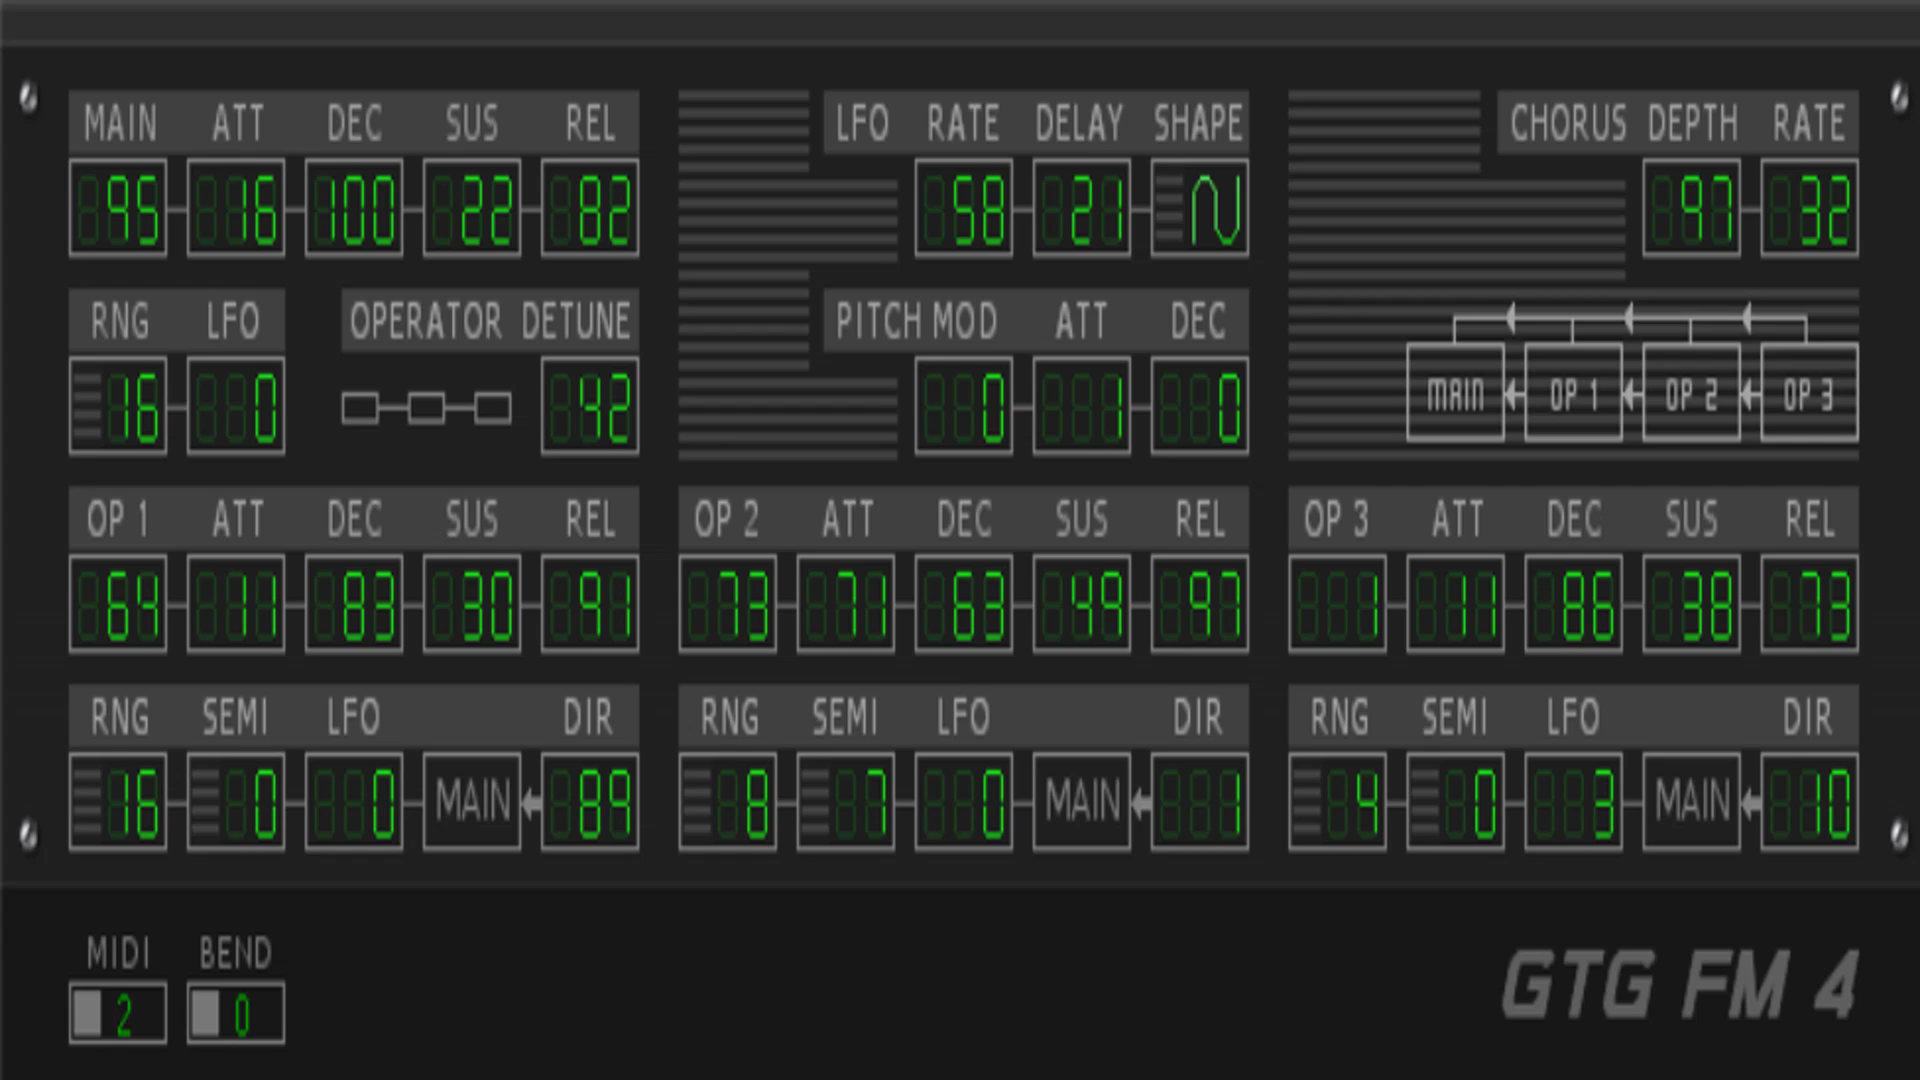 MAIN ATT DEC SUS REL LFO RATE DELAY SHAPE CHORUS DEPTH RATE
95 16 100 22 82 58 21 97 32
RNG LFO OPERATOR DETUNE PITCH MOD ATT DEC
16 0 42 0 1 0 MAIN OP 1 OP 2 OP 3
OP 1 ATT DEC SUS REL OP 2 ATT DEC SUS REL OP 3 ATT DEC SUS REL
64 11 83 30 91 73 71 63 49 97 1 11 86 38 73
RNG SEMI LFO DIR RNG SEMI LFO DIR RNG SEMI LFO DIR
16 0 0 MAIN 89 8 7 0 MAIN 1 4 0 3 MAIN 10
MIDI BEND
2 0
GTG FM 4